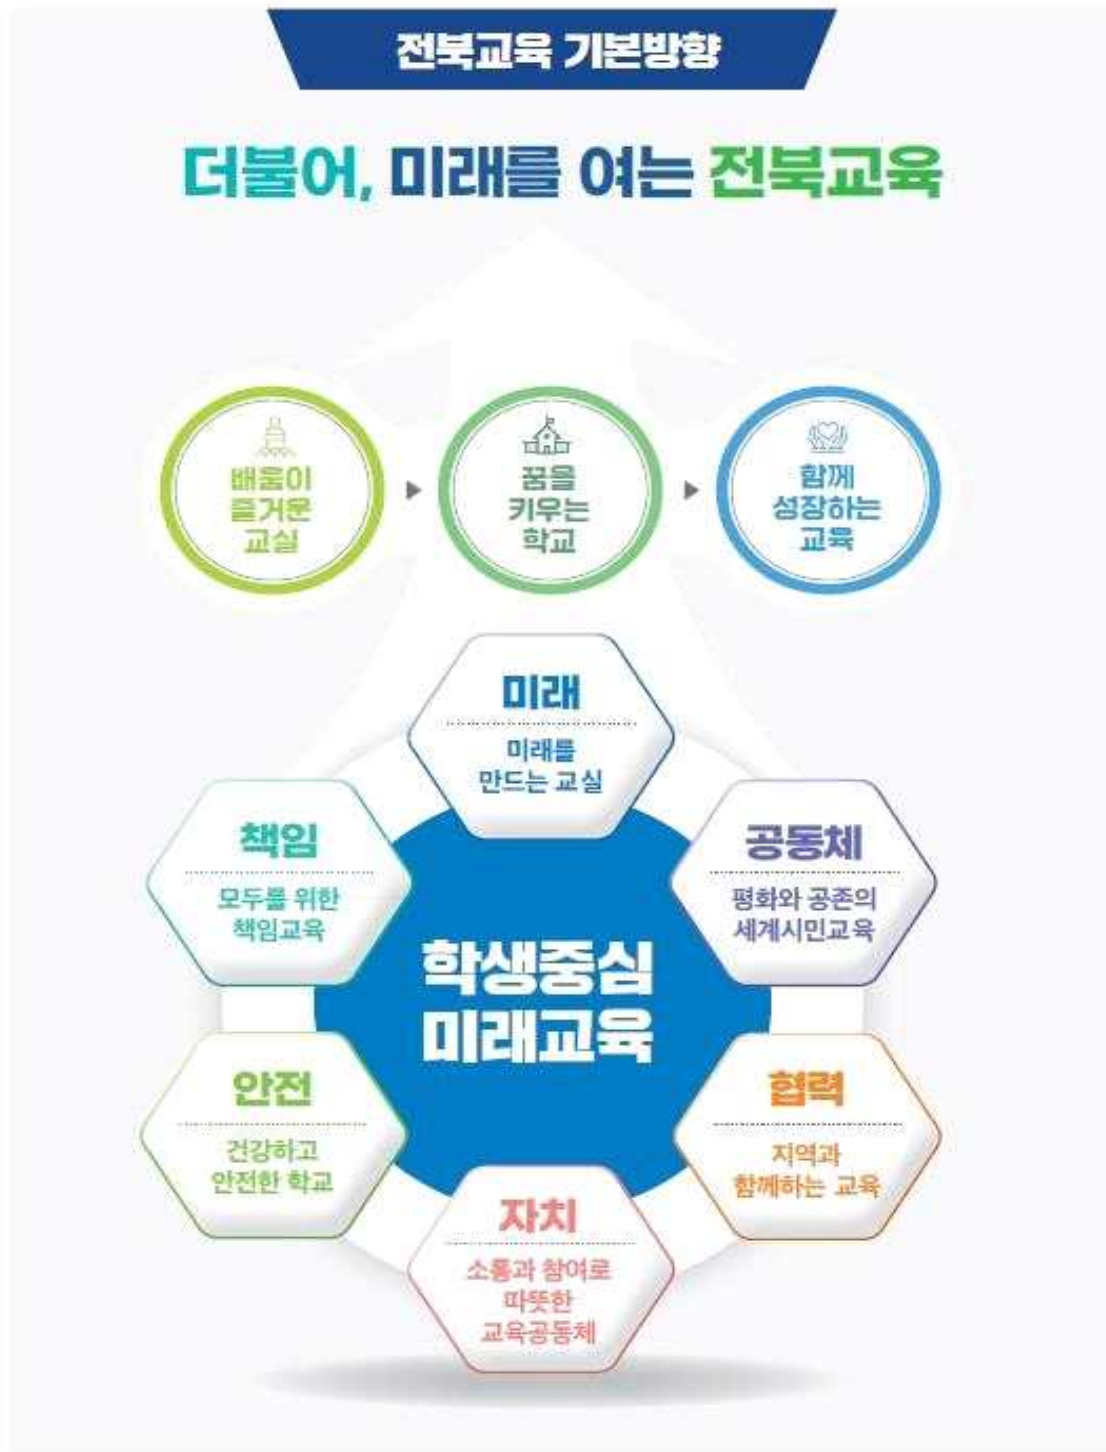 전북교육 기본방향
더불어, 미래를 여는 전북교육
배움이
즐거운
교실
꿈을
키우는
학교
함께
성장하는
교육
미래
미래를
만드는 교실
책임
모두를 위한
책임교육
공동체
평화와 공존의
세계시민교육
학생중심
미래교육
안전
건강하고
안전한 학교
협력
지역과
함께하는 교육
자치
소통과 참여로
따뜻한
교육공동체